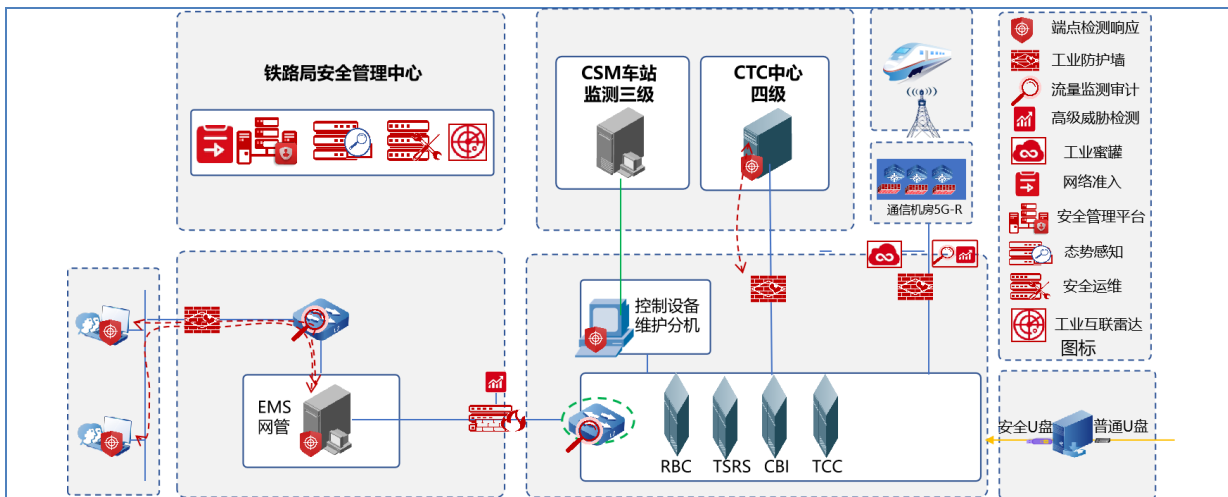 铁路局安全管理中心
CSM车站
监测三级
CTC中心
四级
通信机房5G-R
端点检测响应
工业防护墙
流量监测审计
高级威胁检测
工业蜜罐
网络准入
安全管理平台
态势感知
安全运维
工业互联雷达
图标
控制设备
维护分机
EMS
网管
RBC
TSRS
CBI
TCC
安全U盘
普通U盘